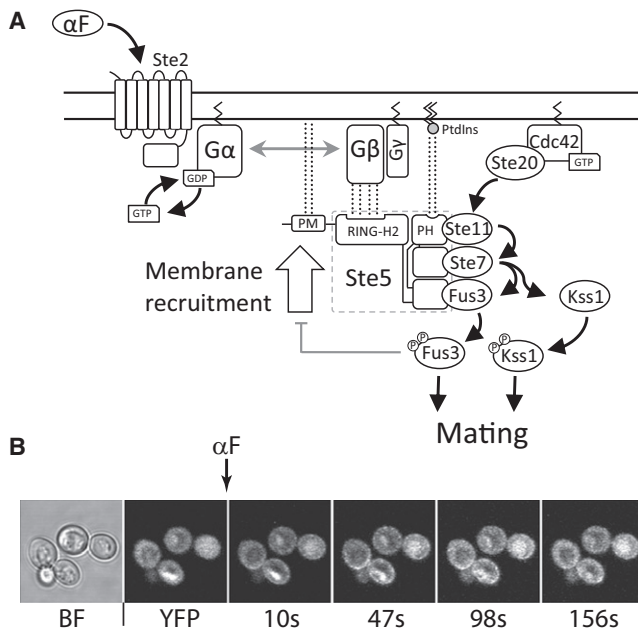 A
αF
Ste2
PtdIns
Gα
Gβ
Gγ
Cdc42
Ste20
GTP
GDP
GTP
PM
RING-H2
PH
Ste11
Membrane
recruitment
Ste5
Ste7
Fus3
Kss1
P
P
Fus3
P
P
Kss1
Mating
B
αF
BF
YFP
10s
47s
98s
156s